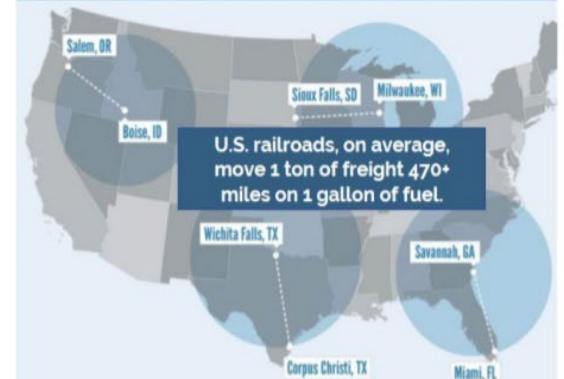 Salem, OR
Sioux Falls, SD
Milwaukee, WI
Boise, ID
U.S. railroads, on average,
move 1 ton of freight 470+
miles on 1 gallon of fuel.
Wichita Falls, TX
Savannah, GA
Corpus Christi, TX
Miami, FL